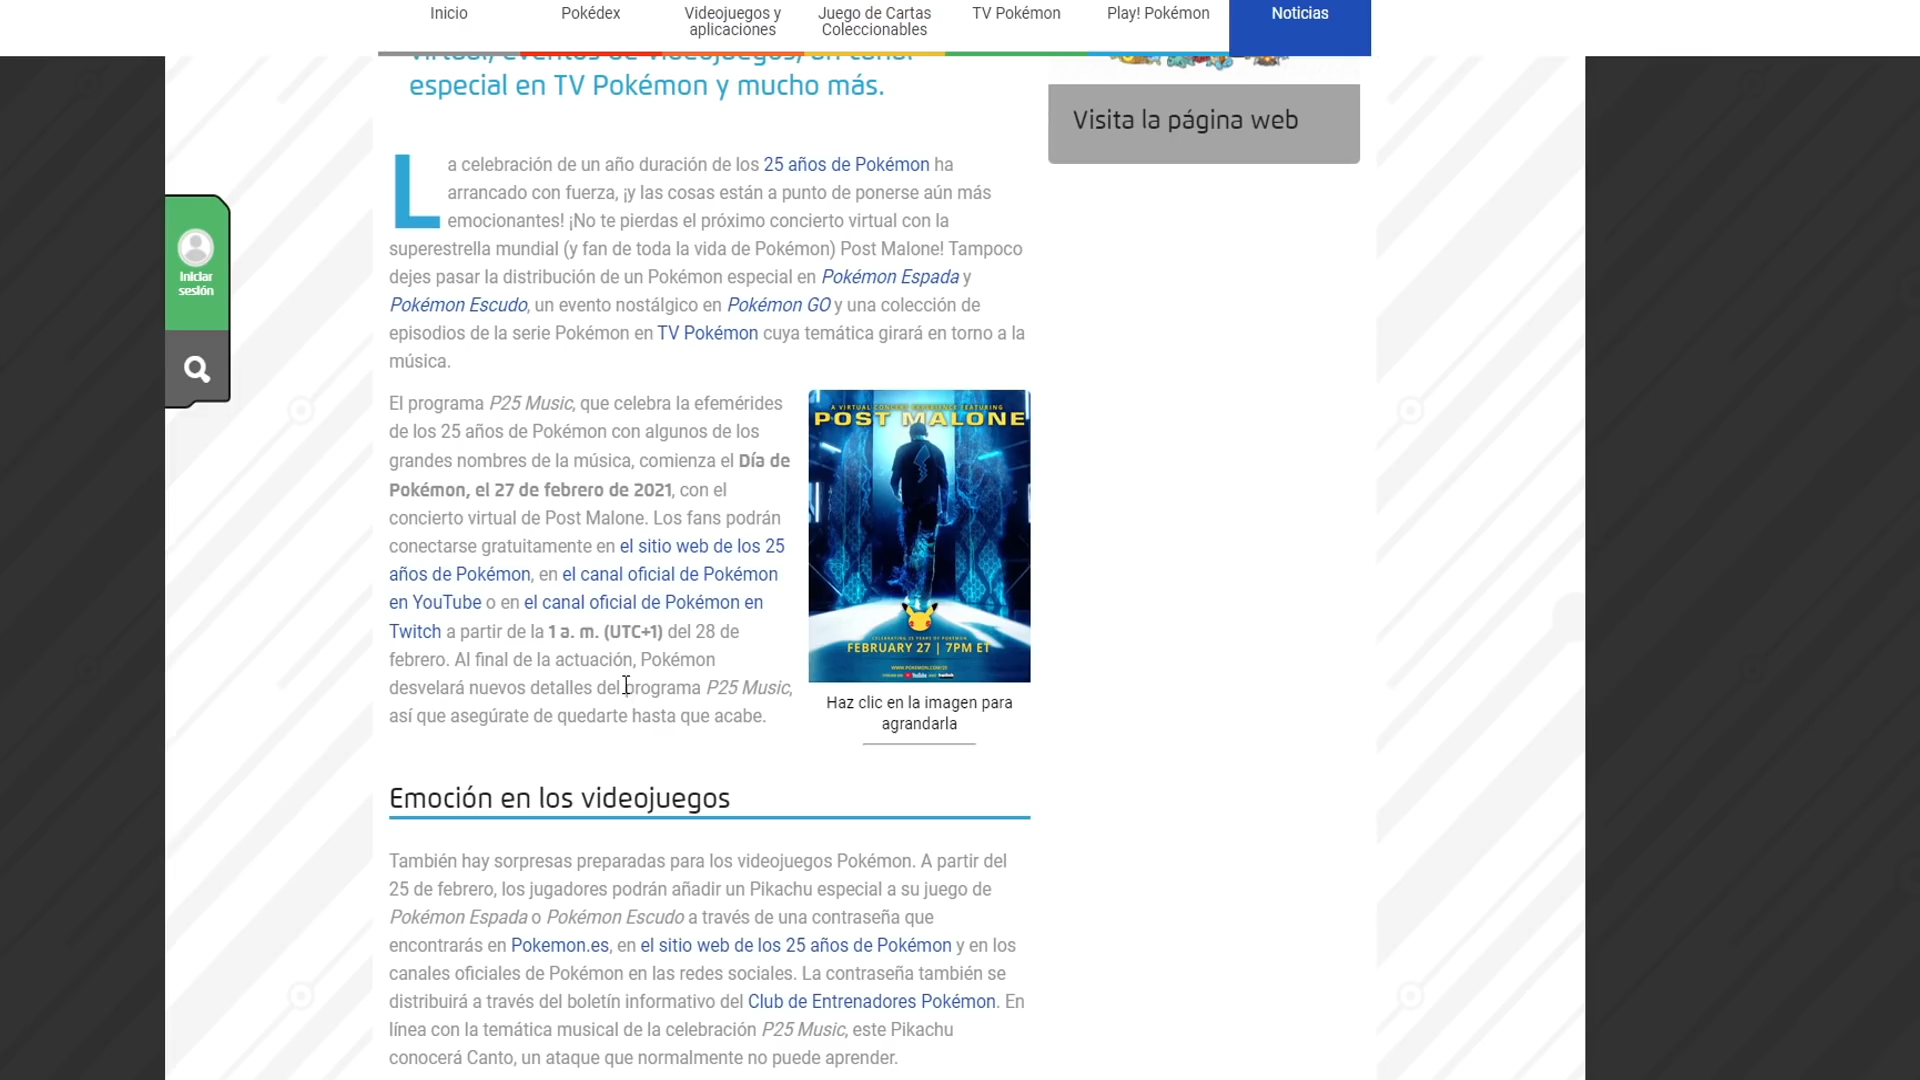 Inicio
Pokédex
Videojuegos y
aplicaciones
Juego de Cartas
Coleccionables
TV Pokémon
Play! Pokémon
Noticias
virtual, eventos de videojuegos, un canal
especial en TV Pokémon y mucho más.
Visita la página web
Iniciar
sesión
La celebración de un año duración de los 25 años de Pokémon ha
arrancado con fuerza, ¡y las cosas están a punto de ponerse aún más
emocionantes! ¡No te pierdas el próximo concierto virtual con la
superestrella mundial (y fan de toda la vida de Pokémon) Post Malone! Tampoco
dejes pasar la distribución de un Pokémon especial en Pokémon Espada y
Pokémon Escudo, un evento nostálgico en Pokémon GO y una colección de
episodios de la serie Pokémon en TV Pokémon cuya temática girará en torno a la
música.
El programa P25 Music, que celebra la efemérides
de los 25 años de Pokémon con algunos de los
grandes nombres de la música, comienza el Día de
Pokémon, el 27 de febrero de 2021, con el
concierto virtual de Post Malone. Los fans podrán
conectarse gratuitamente en el sitio web de los 25
años de Pokémon, en el canal oficial de Pokémon
en YouTube o en el canal oficial de Pokémon en
Twitch a partir de la 1 a. m. (UTC+1) del 28 de
febrero. Al final de la actuación, Pokémon
desvelará nuevos detalles del programa P25 Music,
así que asegúrate de quedarte hasta que acabe.
A VIRTUAL CONCERT EXPERIENCE FEATURING
POST MALONE
CELEBRATING 25 YEARS OF POKÉMON
FEBRUARY 27 | 7PM ET
WWW.POKEMON.COM/25
YouTube and twitch
Haz clic en la imagen para
agrandarla
Emoción en los videojuegos
También hay sorpresas preparadas para los videojuegos Pokémon. A partir del
25 de febrero, los jugadores podrán añadir un Pikachu especial a su juego de
Pokémon Espada o Pokémon Escudo a través de una contraseña que
encontrarás en Pokemon.es, en el sitio web de los 25 años de Pokémon y en los
canales oficiales de Pokémon en las redes sociales. La contraseña también se
distribuirá a través del boletín informativo del Club de Entrenadores Pokémon. En
línea con la temática musical de la celebración P25 Music, este Pikachu
conocerá Canto, un ataque que normalmente no puede aprender.